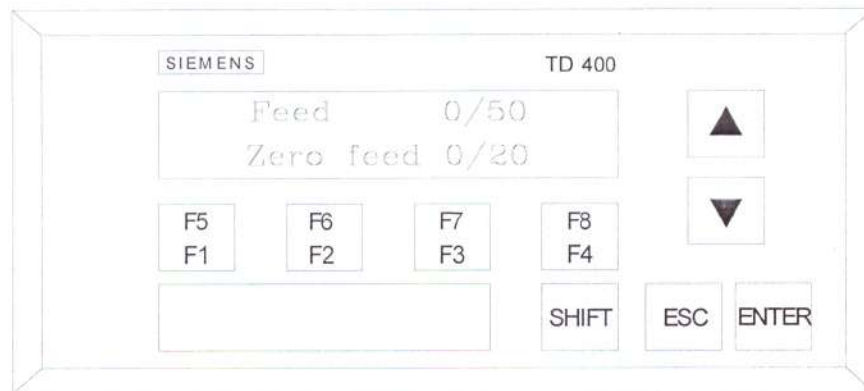 SIEMENS TD 400
Feed 0/50
Zero feed 0/20
F5 F6 F7 F8
F1 F2 F3 F4
SHIFT ESC ENTER